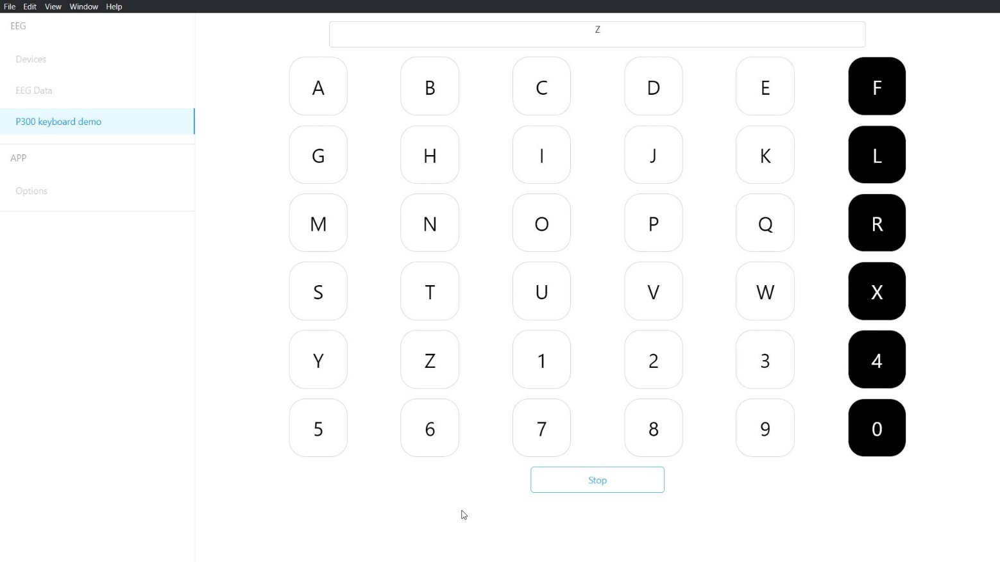 File Edit View Window Help
EEG
Devices
EEG Data
P300 keyboard demo
APP
Options
Z
A B C D E F
G H I J K L
M N O P Q R
S T U V W X
Y Z 1 2 3 4
5 6 7 8 9 0
Stop